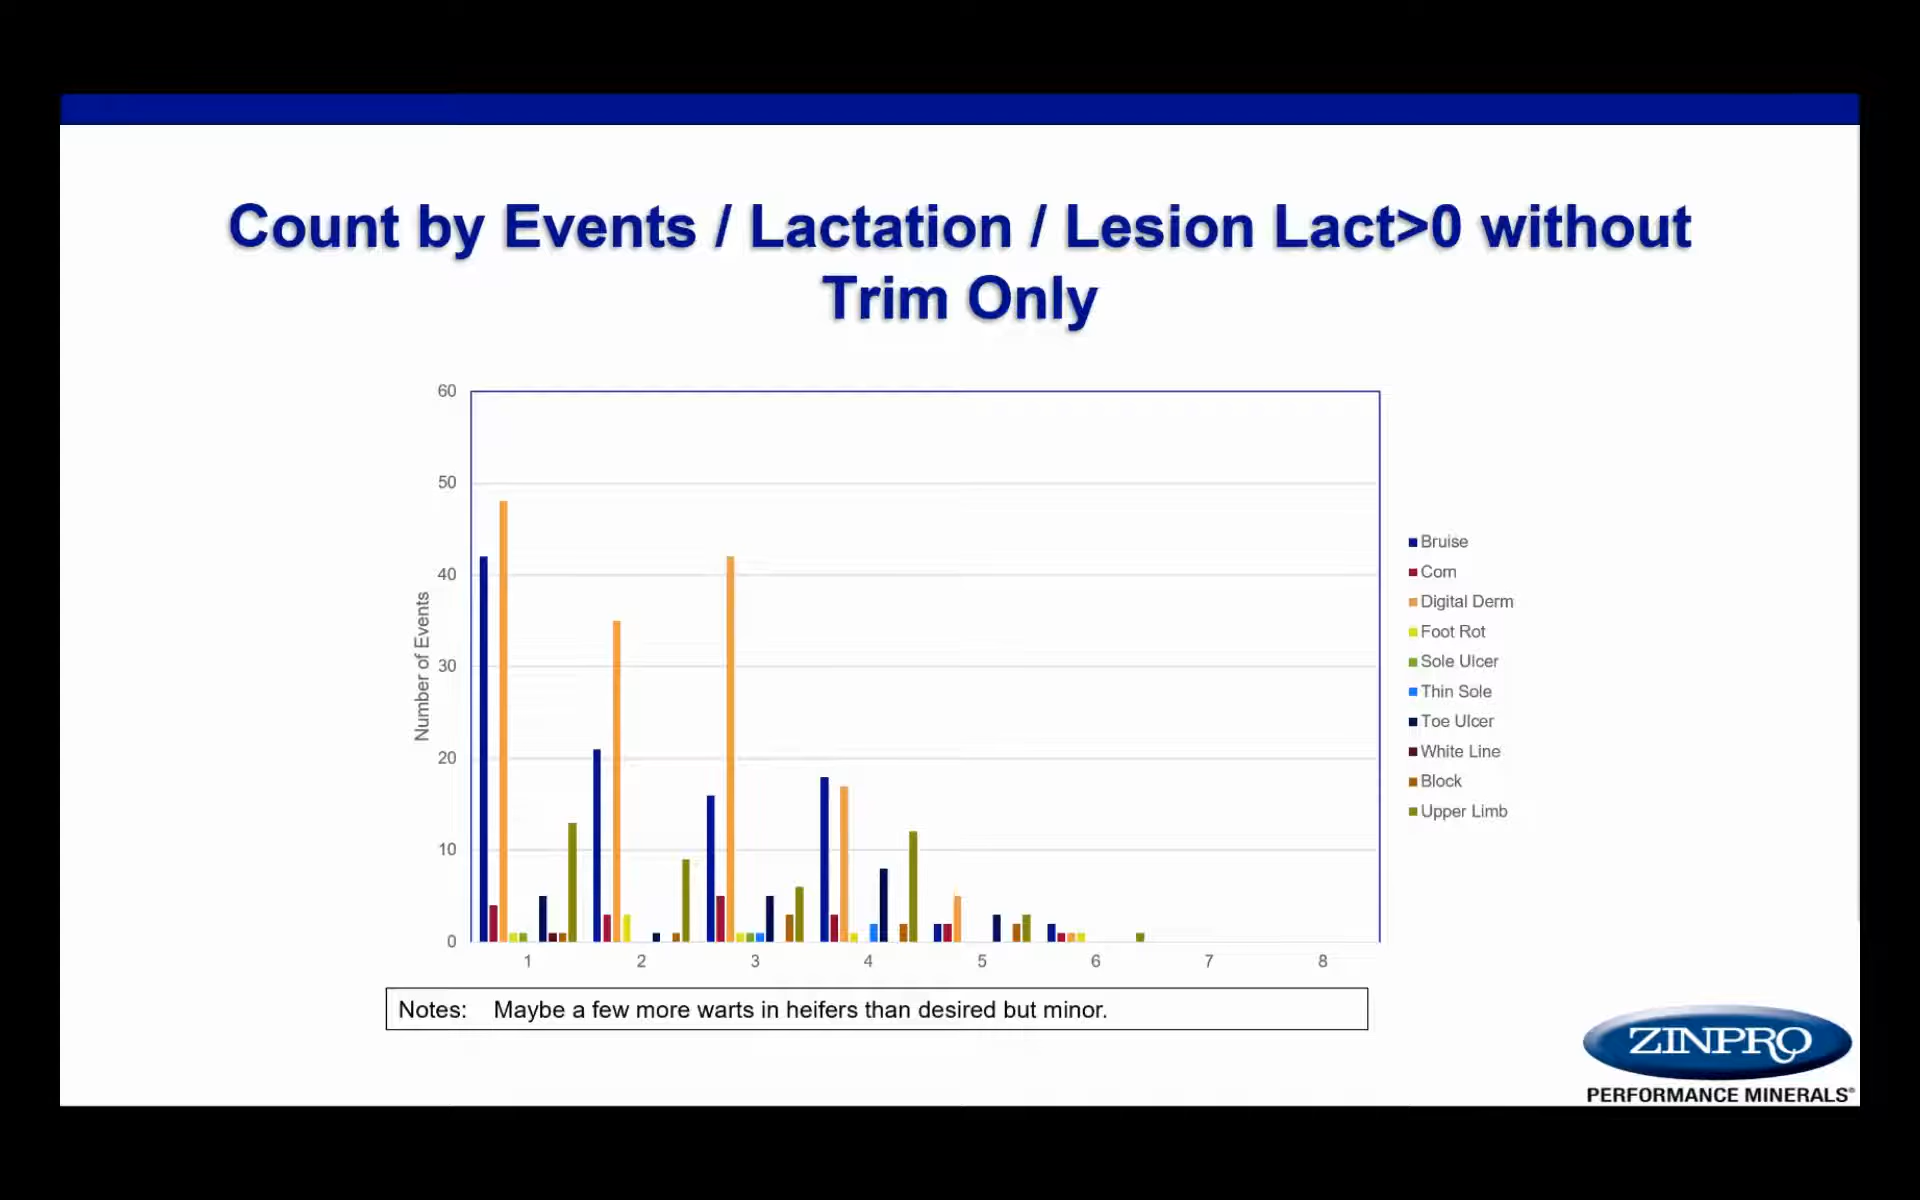 Count by Events / Lactation / Lesion Lact>0 without
Trim Only
60
50
40
30
20
10
0
Number of Events
1 2 3 4 5 6 7 8
Bruise
Corn
Digital Derm
Foot Rot
Sole Ulcer
Thin Sole
Toe Ulcer
White Line
Block
Upper Limb
Notes: Maybe a few more warts in heifers than desired but minor.
ZINPRO
PERFORMANCE MINERALS®